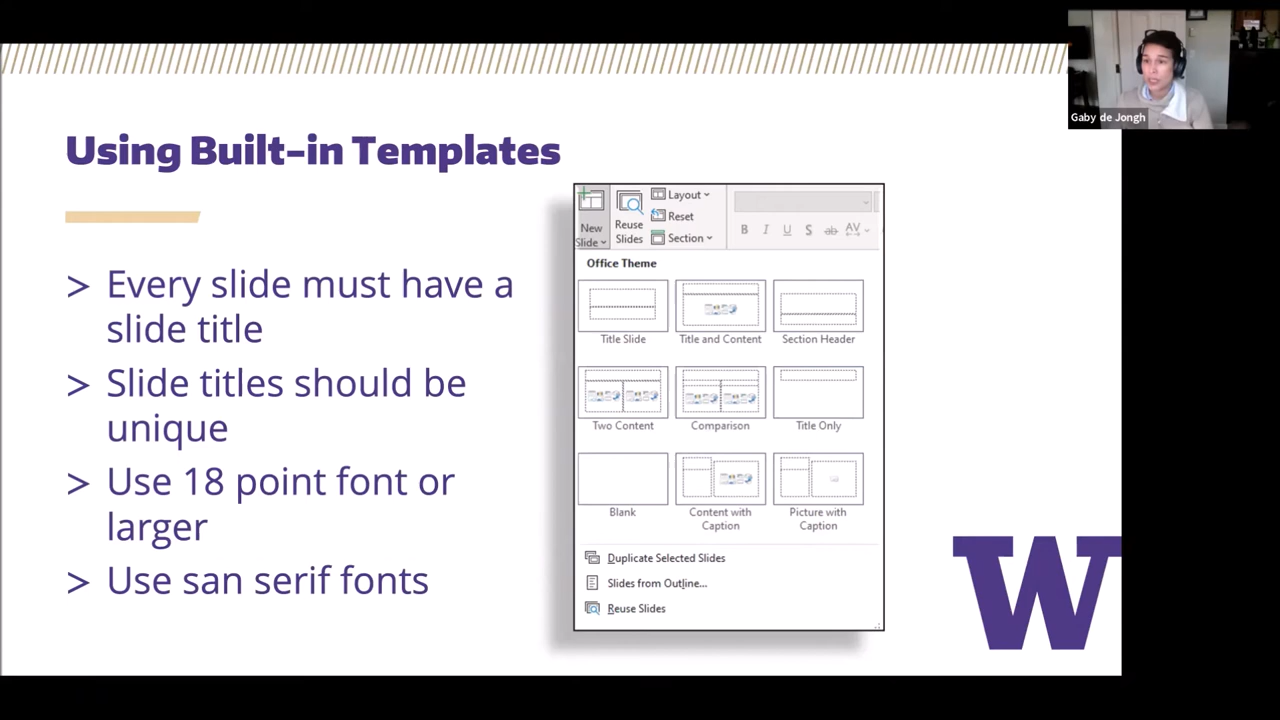 Gaby de Jongh
Using Built-in Templates
> Every slide must have a
slide title
> Slide titles should be
unique
> Use 18 point font or
larger
> Use san serif fonts
New
Slide
Reuse
Slides
Layout
Reset
Section
B I U S ab AV
Office Theme
Title Slide
Title and Content
Section Header
Two Content
Comparison
Title Only
Blank
Content with
Caption
Picture with
Caption
Duplicate Selected Slides
Slides from Outline...
Reuse Slides
W